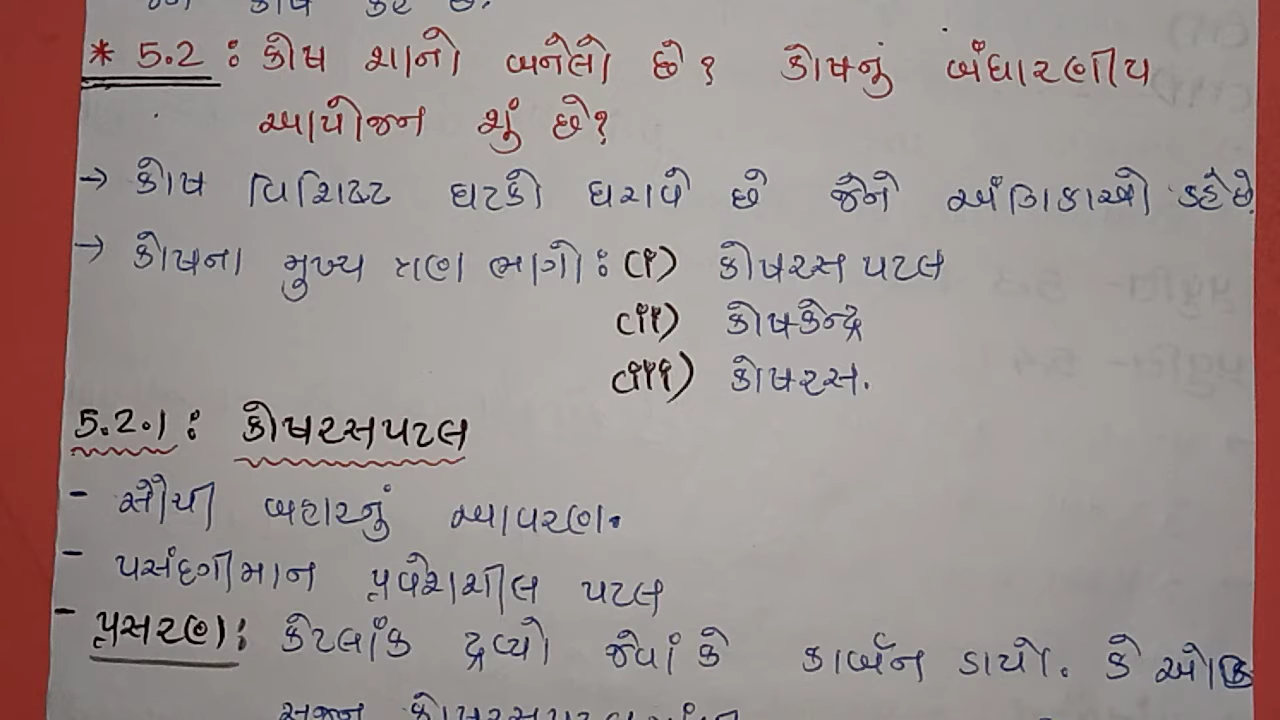 * 5.2 : કોષ શાનો બનેલો છે? કોષનું બંધારણીય
આયોજન શું છે?
→ કોષ વિશિષ્ટ ઘટકો ધરાવે છે જેને અંગિકાઓ કહે છે.
→ કોષના મુખ્ય ત્રણ ભાગો : (i) કોષરસ પટલ
(ii) કોષકેન્દ્ર
(iii) કોષરસ.
5.2.1 : કોષરસપટલ
- સૌથી બહારનું આવરણ.
- પસંદગીમાન પ્રવેશશીલ પટલ
- પ્રસરણ : કેટલાંક દ્રવ્યો જેવાં કે કાર્બન ડાયો. કે ઓક્સિ